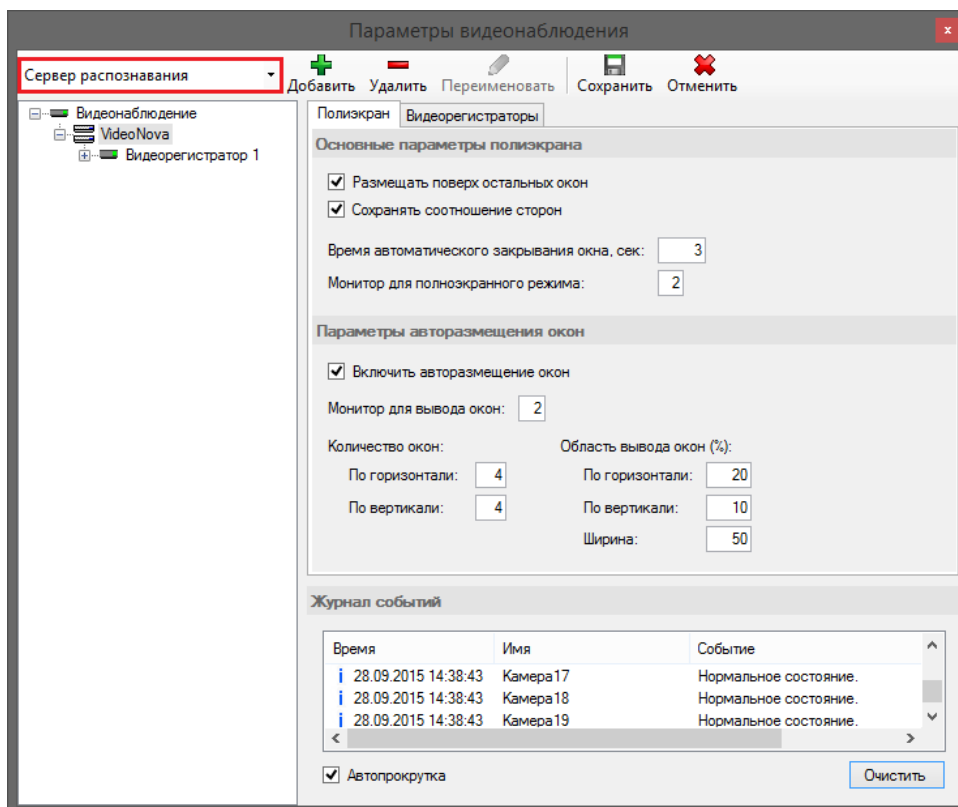 Параметры видеонаблюдения
x
Сервер распознавания
Добавить Удалить Переименовать Сохранить Отменить
Видеонаблюдение
VideoNova
Видеорегистратор 1
Полиэкран Видеорегистраторы
Основные параметры полиэкрана
Размещать поверх остальных окон
Сохранять соотношение сторон
Время автоматического закрывания окна, сек: 3
Монитор для полноэкранного режима: 2
Параметры авторазмещения окон
Включить авторазмещение окон
Монитор для вывода окон: 2
Количество окон: Область вывода окон (%):
По горизонтали: 4 По горизонтали: 20
По вертикали: 4 По вертикали: 10
Ширина: 50
Журнал событий
Время Имя Событие
28.09.2015 14:38:43 Камера17 Нормальное состояние.
28.09.2015 14:38:43 Камера18 Нормальное состояние.
28.09.2015 14:38:43 Камера19 Нормальное состояние.
Автопрокрутка Очистить